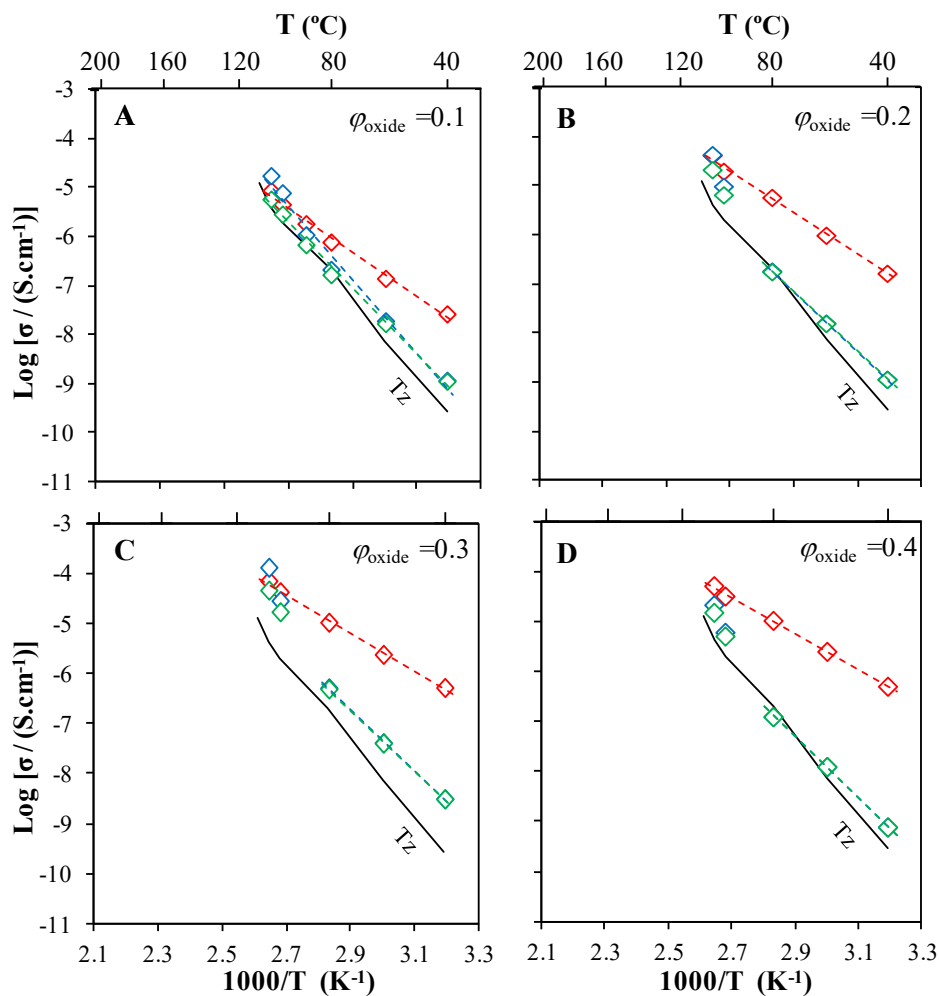 T (ºC)
200 160 120 80 40
200 160 120 80 40
-3
-4
-5
-6
-7
-8
-9
-10
-11
Log [σ / (S.cm⁻¹)]
A
φoxide =0.1
Tz
B
φoxide =0.2
Tz
-3
-4
-5
-6
-7
-8
-9
-10
-11
Log [σ / (S.cm⁻¹)]
C
φoxide =0.3
Tz
D
φoxide =0.4
Tz
2.1 2.3 2.5 2.7 2.9 3.1 3.3
2.1 2.3 2.5 2.7 2.9 3.1 3.3
1000/T (K⁻¹)
1000/T (K⁻¹)